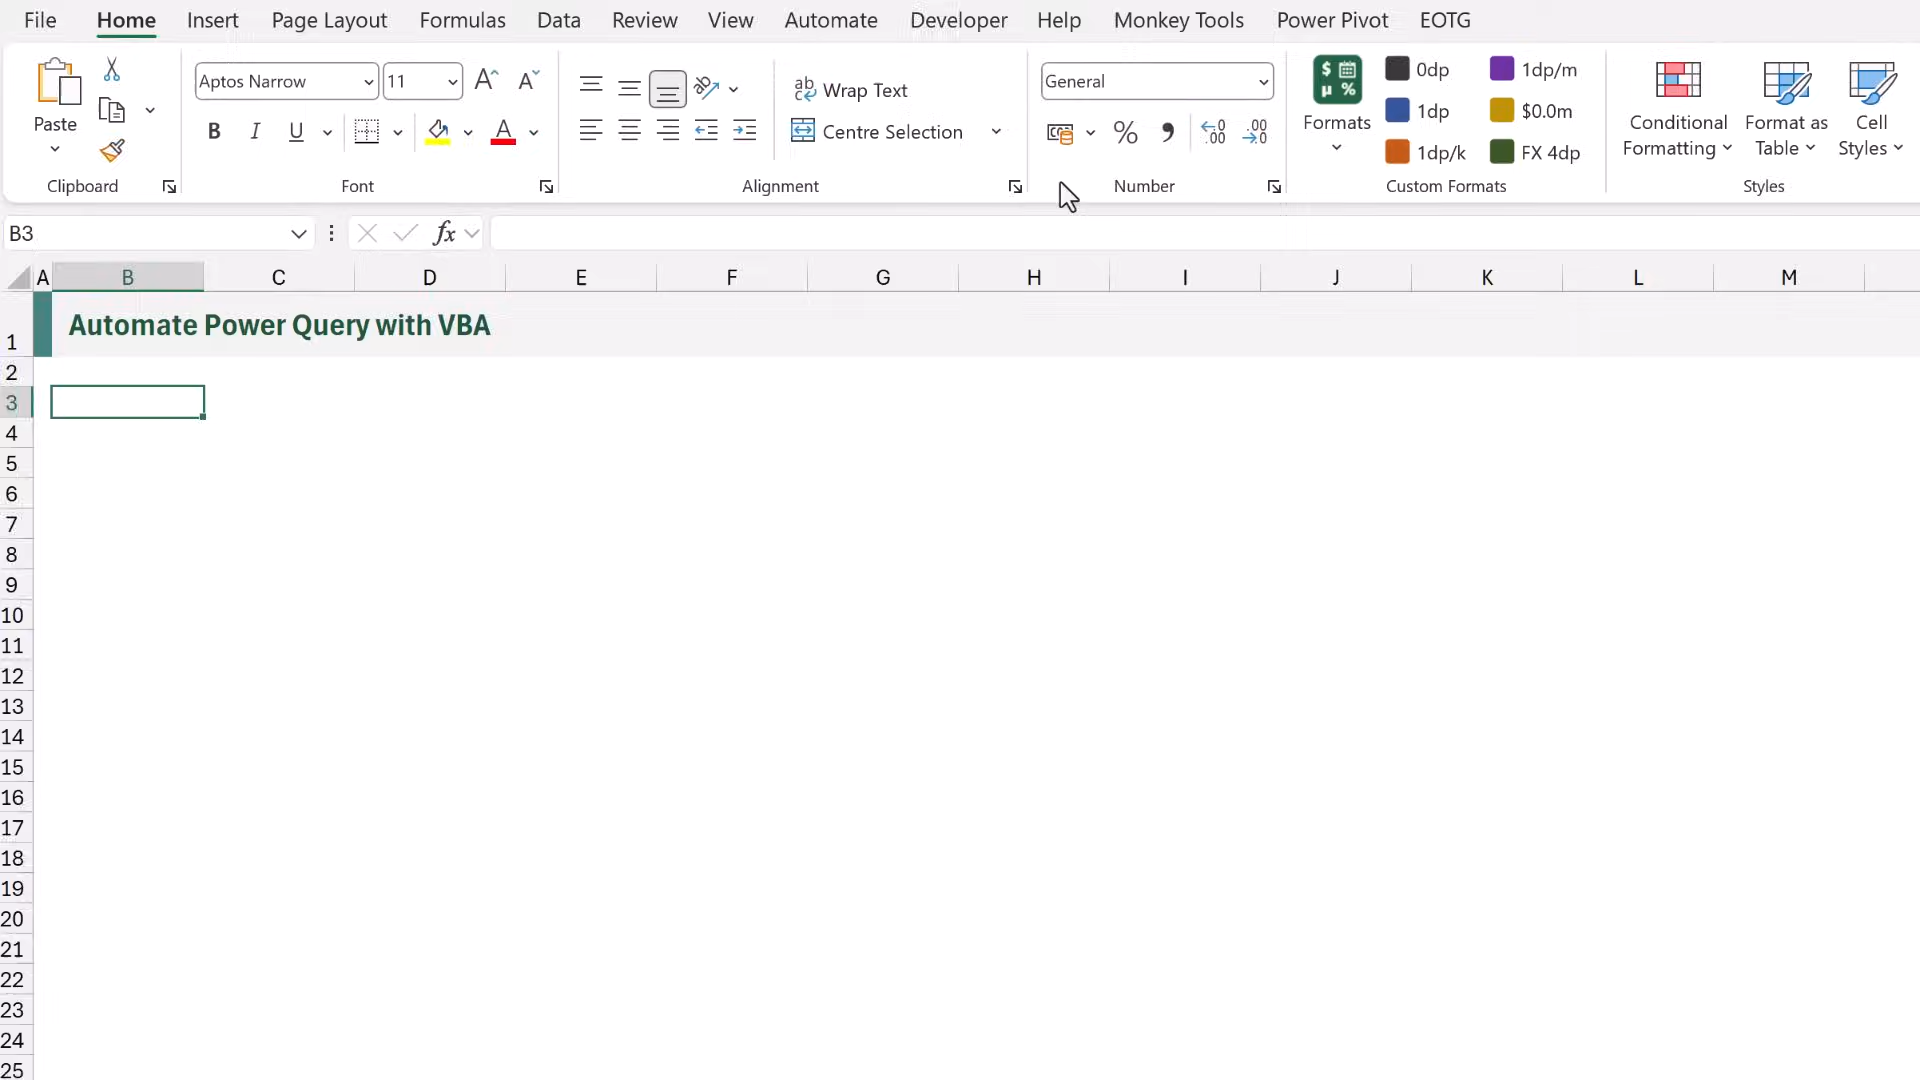 File Home Insert Page Layout Formulas Data Review View Automate Developer Help Monkey Tools Power Pivot EOTG
Paste
Clipboard
Aptos Narrow 11 A A
B I U A
Font
ab Wrap Text
Centre Selection
Alignment
General
% , .00 .00
Number
$ µ %
Formats
0dp 1dp/m
1dp $0.0m
1dp/k FX 4dp
Custom Formats
Conditional Formatting
Format as Table
Cell Styles
Styles
B3 fx
A B C D E F G H I J K L M
1 Automate Power Query with VBA
2
3
4
5
6
7
8
9
10
11
12
13
14
15
16
17
18
19
20
21
22
23
24
25